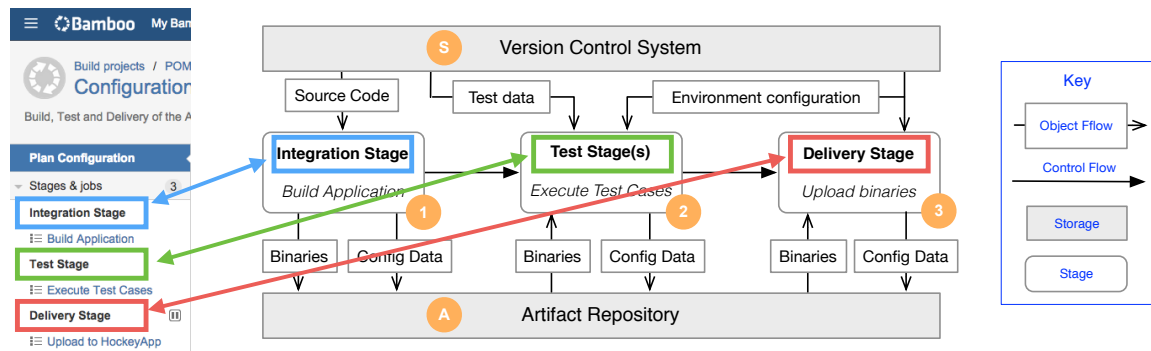 Bamboo My Ban
Build projects / POM
Configuration
Build, Test and Delivery of the A
Plan Configuration
Stages & jobs 3
Integration Stage
Build Application
Test Stage
Execute Test Cases
Delivery Stage
Upload to HockeyApp
S Version Control System
Source Code
Test data
Environment configuration
Integration Stage
Build Application
1
Test Stage(s)
Execute Test Cases
2
Delivery Stage
Upload binaries
3
Binaries
Config Data
Binaries
Config Data
Binaries
Config Data
A Artifact Repository
Key
Object Fflow
Control Flow
Storage
Stage